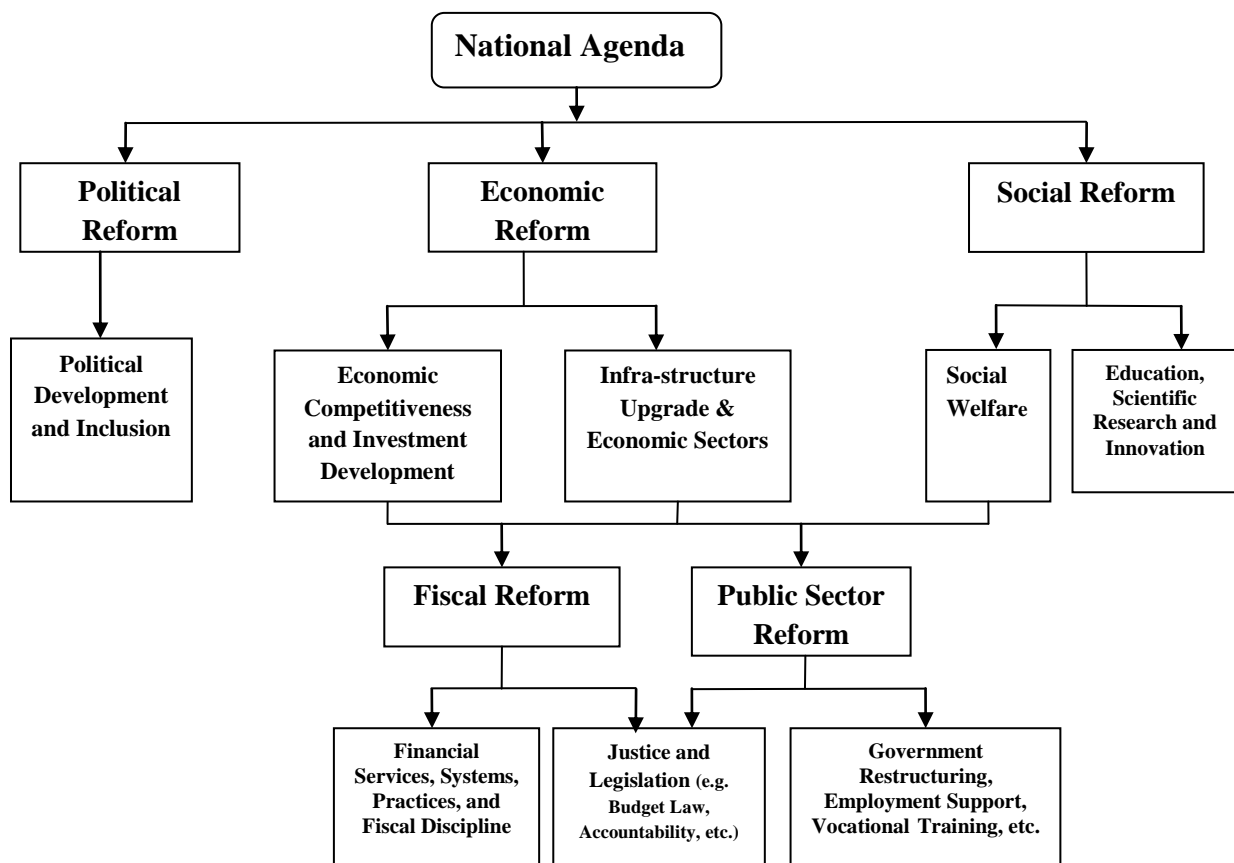 National Agenda
Political
Reform
Economic
Reform
Social Reform
Political
Development
and Inclusion
Economic
Competitiveness
and Investment
Development
Infra-structure
Upgrade &
Economic Sectors
Social
Welfare
Education,
Scientific
Research and
Innovation
Fiscal Reform
Public Sector
Reform
Financial
Services, Systems,
Practices, and
Fiscal Discipline
Justice and
Legislation (e.g.
Budget Law,
Accountability, etc.)
Government
Restructuring,
Employment Support,
Vocational Training, etc.